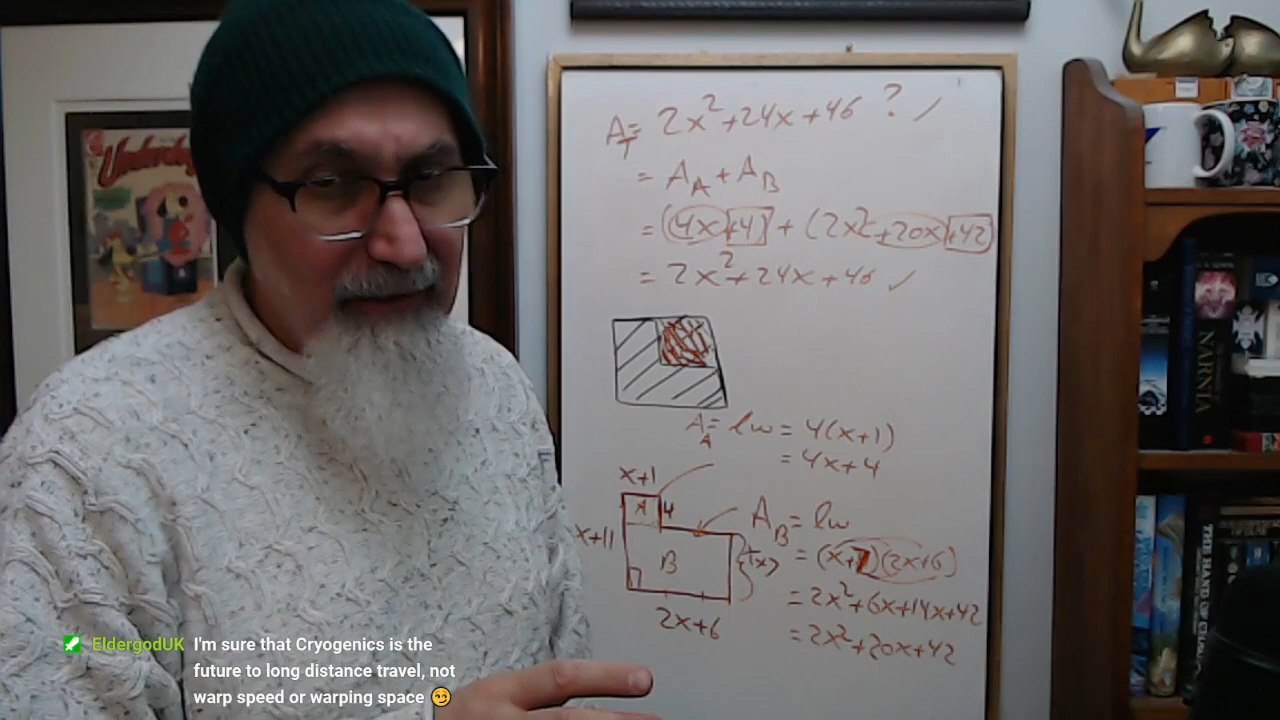 A_T = 2x²+24x+46 ? ✓
= A_A + A_B
= (4x+4) + (2x²+20x+42)
= 2x²+24x+46 ✓
A_A = lw = 4(x+1)
= 4x+4
x+1
A 4
A_B = lw
x+11
B
= (x+7)(2x+6)
= 2x²+6x+14x+42
2x+6
= 2x²+20x+42
NARNIA
EldergodUK I'm sure that Cryogenics is the
future to long distance travel, not
warp speed or warping space 😏